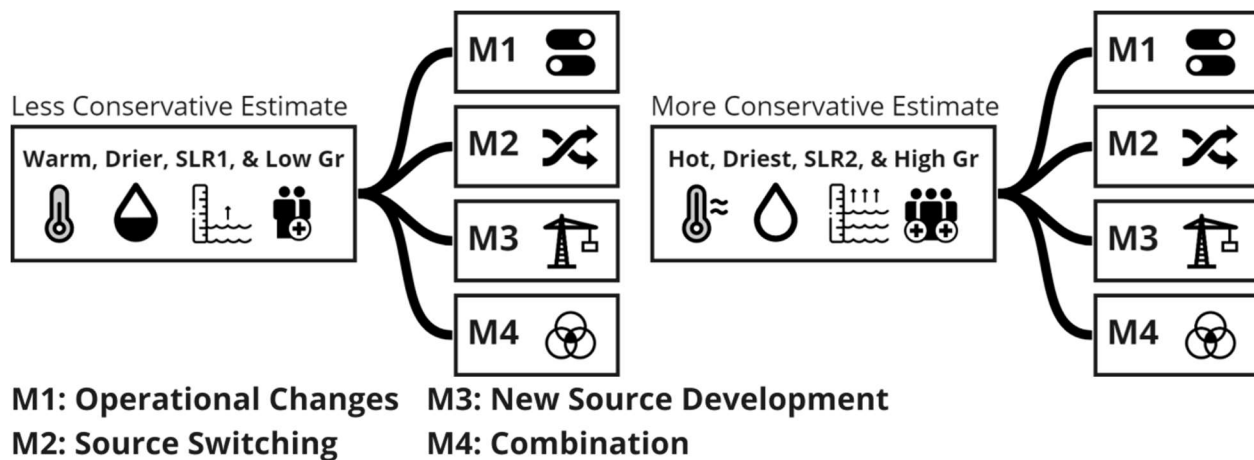 Less Conservative Estimate
Warm, Drier, SLR1, & Low Gr
M1
M2
M3
M4
More Conservative Estimate
Hot, Driest, SLR2, & High Gr
M1
M2
M3
M4
M1: Operational Changes
M3: New Source Development
M2: Source Switching
M4: Combination